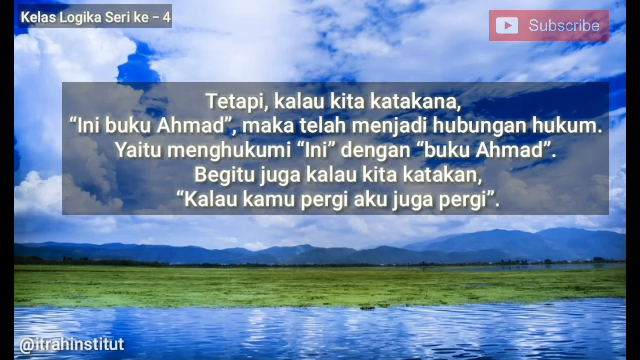 Kelas Logika Seri ke - 4
Subscribe
Tetapi, kalau kita katakana,
“Ini buku Ahmad”, maka telah menjadi hubungan hukum.
Yaitu menghukumi “Ini” dengan “buku Ahmad”.
Begitu juga kalau kita katakan,
“Kalau kamu pergi aku juga pergi”.
@itrahinstitut